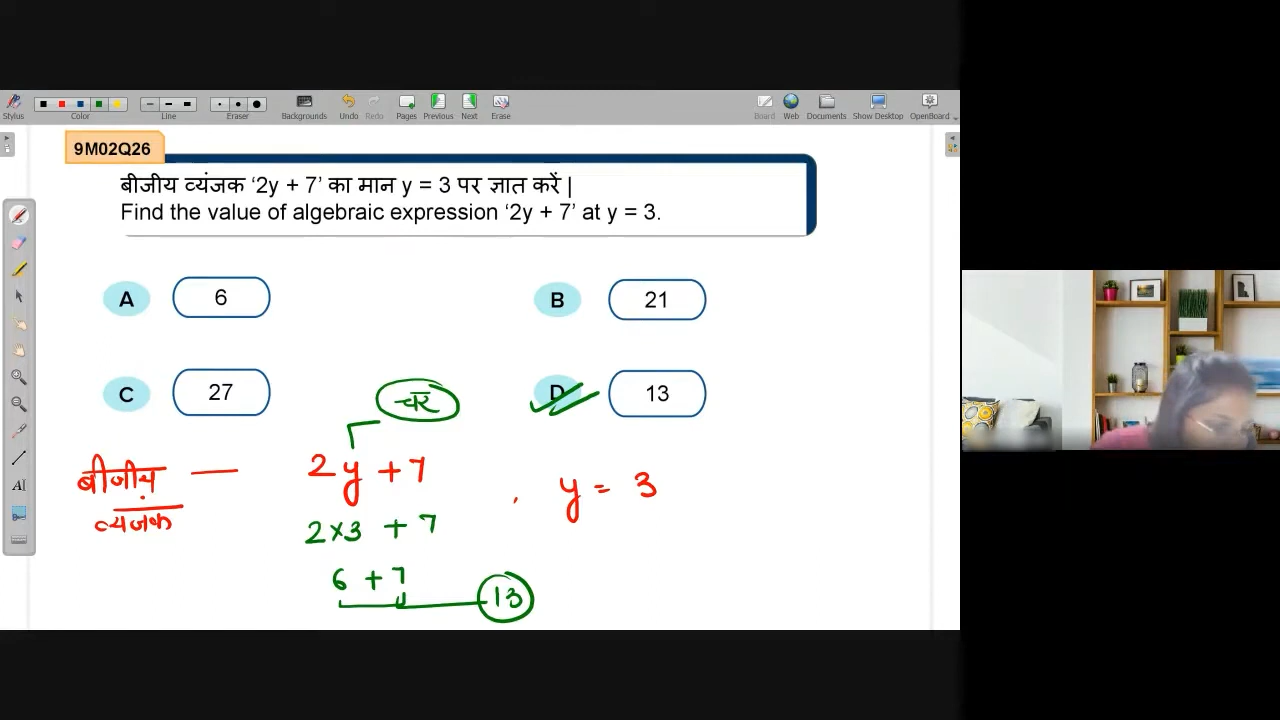 Stylus
Color
Line
Eraser
Backgrounds
Undo
Redo
Pages
Previous
Next
Erase
Board
Web
Documents
Show Desktop
OpenBoard
9M02Q26
बीजीय व्यंजक ‘2y + 7’ का मान y = 3 पर ज्ञात करें |
Find the value of algebraic expression ‘2y + 7’ at y = 3.
A 6
B 21
C 27
D 13
चर
बीजीय — 2y + 7 , y = 3
व्यंजक
2×3 + 7
6 + 7 13